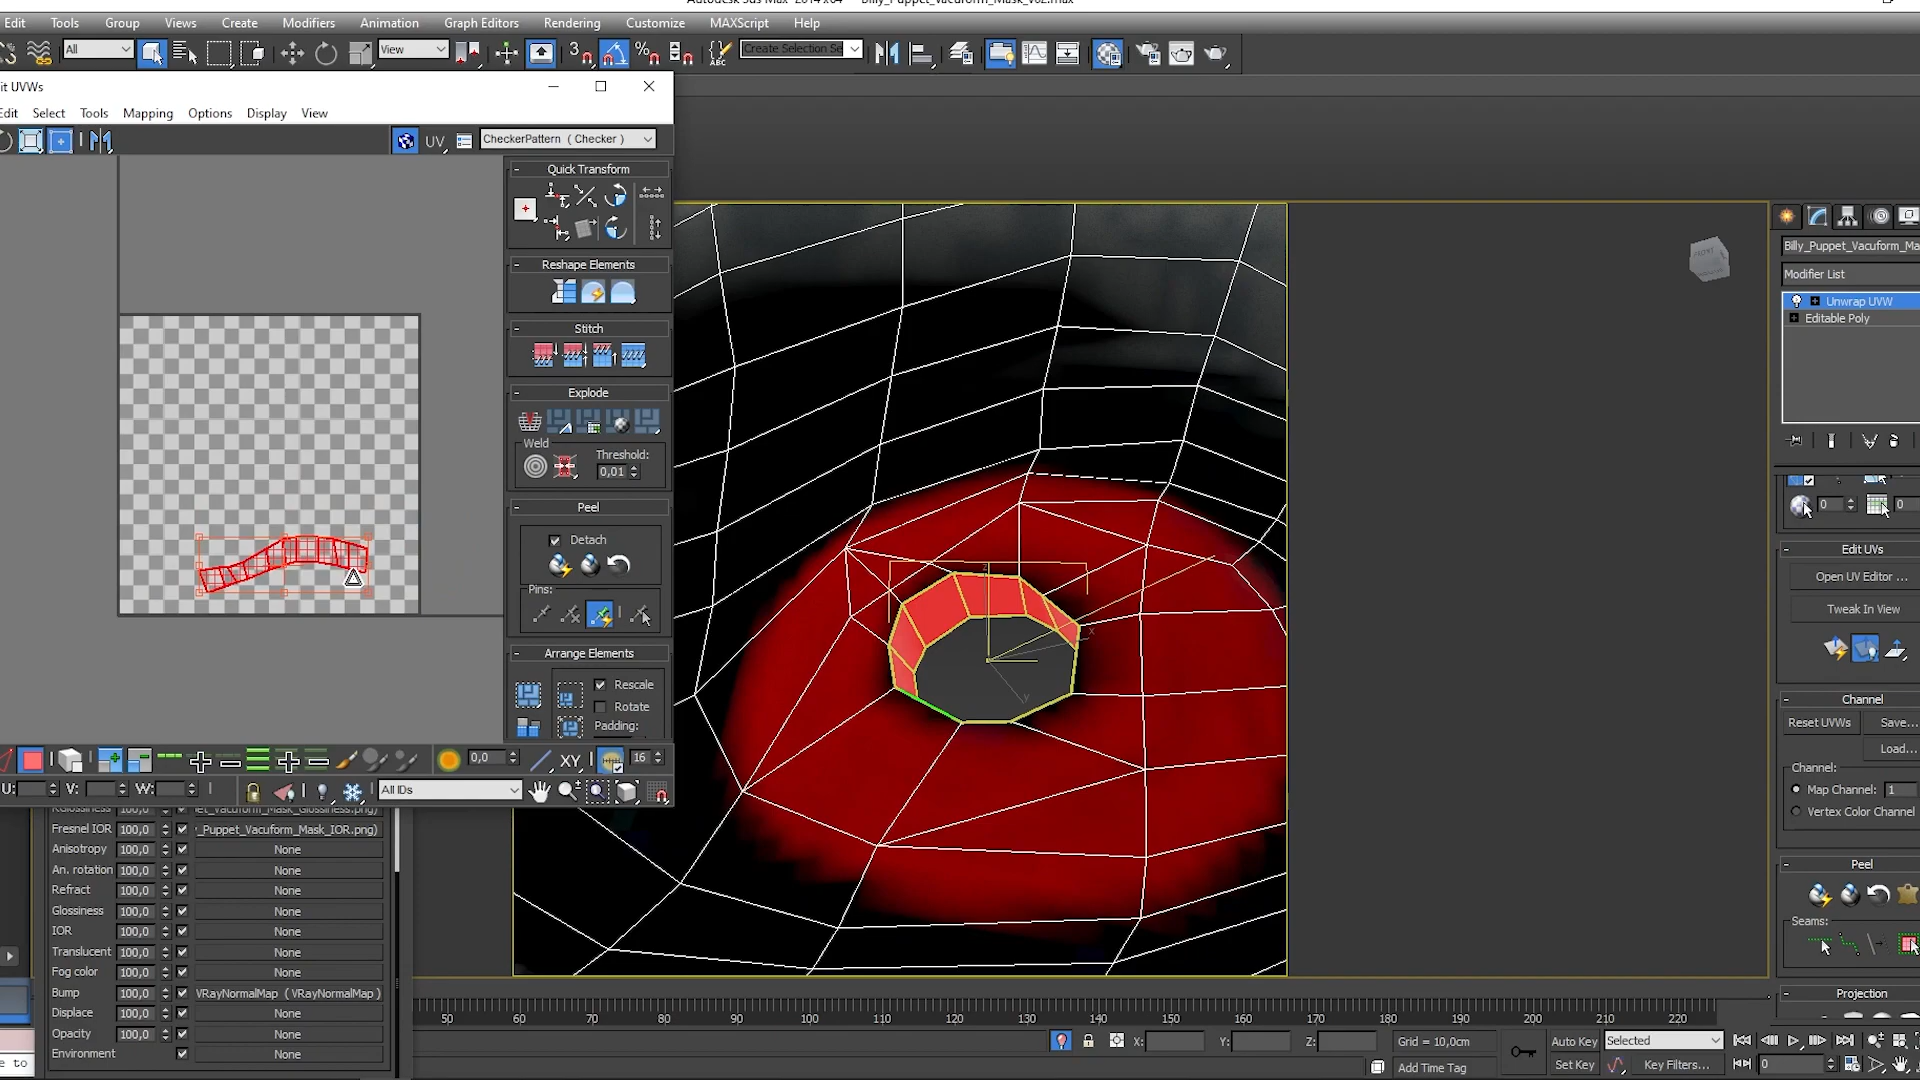 Autodesk 3ds Max 2014 x64 Billy_Puppet_Vacuform_Mask_v02.max
Edit Tools Group Views Create Modifiers Animation Graph Editors Rendering Customize MAXScript Help
All View 3 % ABC Create Selection Se
it UVWs
Edit Select Tools Mapping Options Display View
UV CheckerPattern ( Checker )
Quick Transform
Reshape Elements
Stitch
Explode
Weld
Threshold:
0,01
Peel
Detach
Pins:
Arrange Elements
Rescale
Rotate
Padding:
0,0 XY 16
U: V: W: All IDs
et_Vacuform_Mask_Glossiness.png)
Fresnel IOR 100,0 _Puppet_Vacuform_Mask_IOR.png)
Anisotropy 100,0 None
An. rotation 100,0 None
Refract 100,0 None
Glossiness 100,0 None
IOR 100,0 None
Translucent 100,0 None
Fog color 100,0 None
Bump 100,0 VRayNormalMap ( VRayNormalMap )
Displace 100,0 None
Opacity 100,0 None
Environment None
e to
z
x
y
Billy_Puppet_Vacuform_Ma
Modifier List
Unwrap UVW
Editable Poly
0 0
Edit UVs
Open UV Editor ...
Tweak In View
Channel
Reset UVWs Save...
Load...
Channel:
Map Channel: 1
Vertex Color Channel
Peel
Seams:
Projection
50 60 70 80 90 100 110 120 130 140 150 160 170 180 190 200 210 220
X: Y: Z: Grid = 10,0cm Auto Key Selected
Add Time Tag Set Key Key Filters... 0